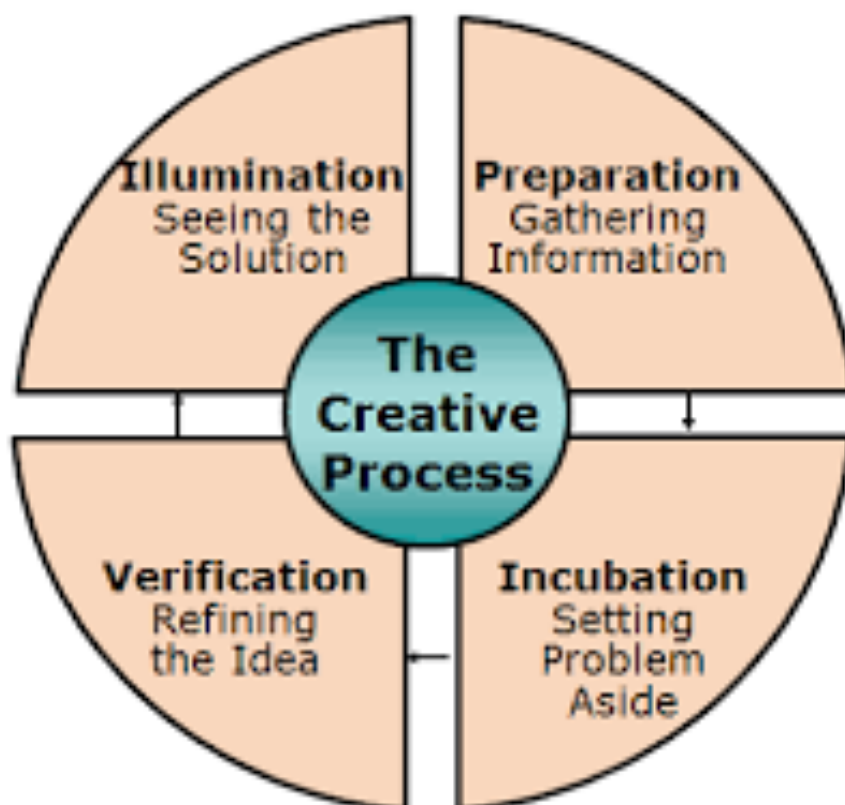 Illumination
Seeing the
Solution
Preparation
Gathering
Information
The
Creative
Process
Verification
Refining
the Idea
Incubation
Setting
Problem
Aside